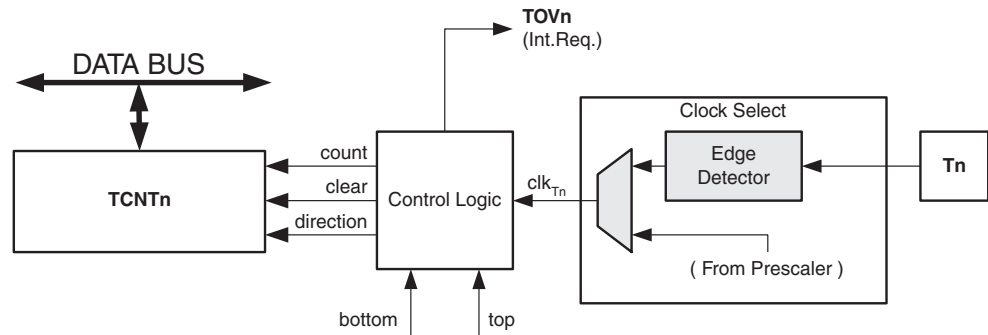 TOVn
(Int.Req.)
DATA BUS
Clock Select
count
Edge
Detector
Tn
TCNTn
clear
Control Logic
clkTn
direction
( From Prescaler )
bottom
top